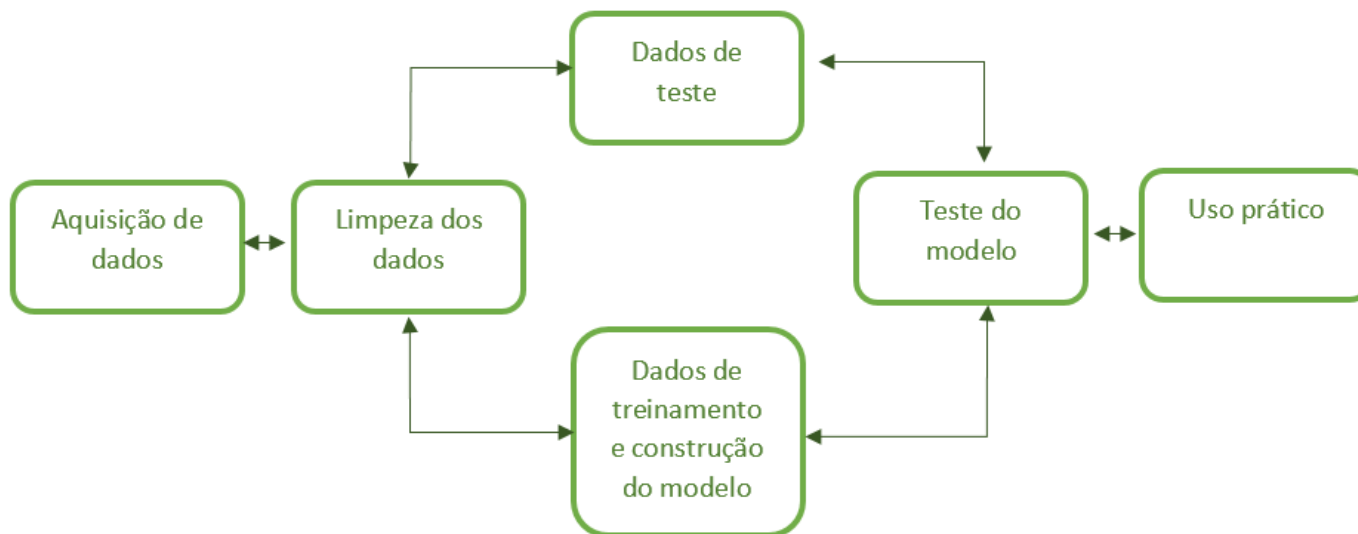 Dados de
teste
Aquisição de
dados
Limpeza dos
dados
Teste do
modelo
Uso prático
Dados de
treinamento
e construção
do modelo